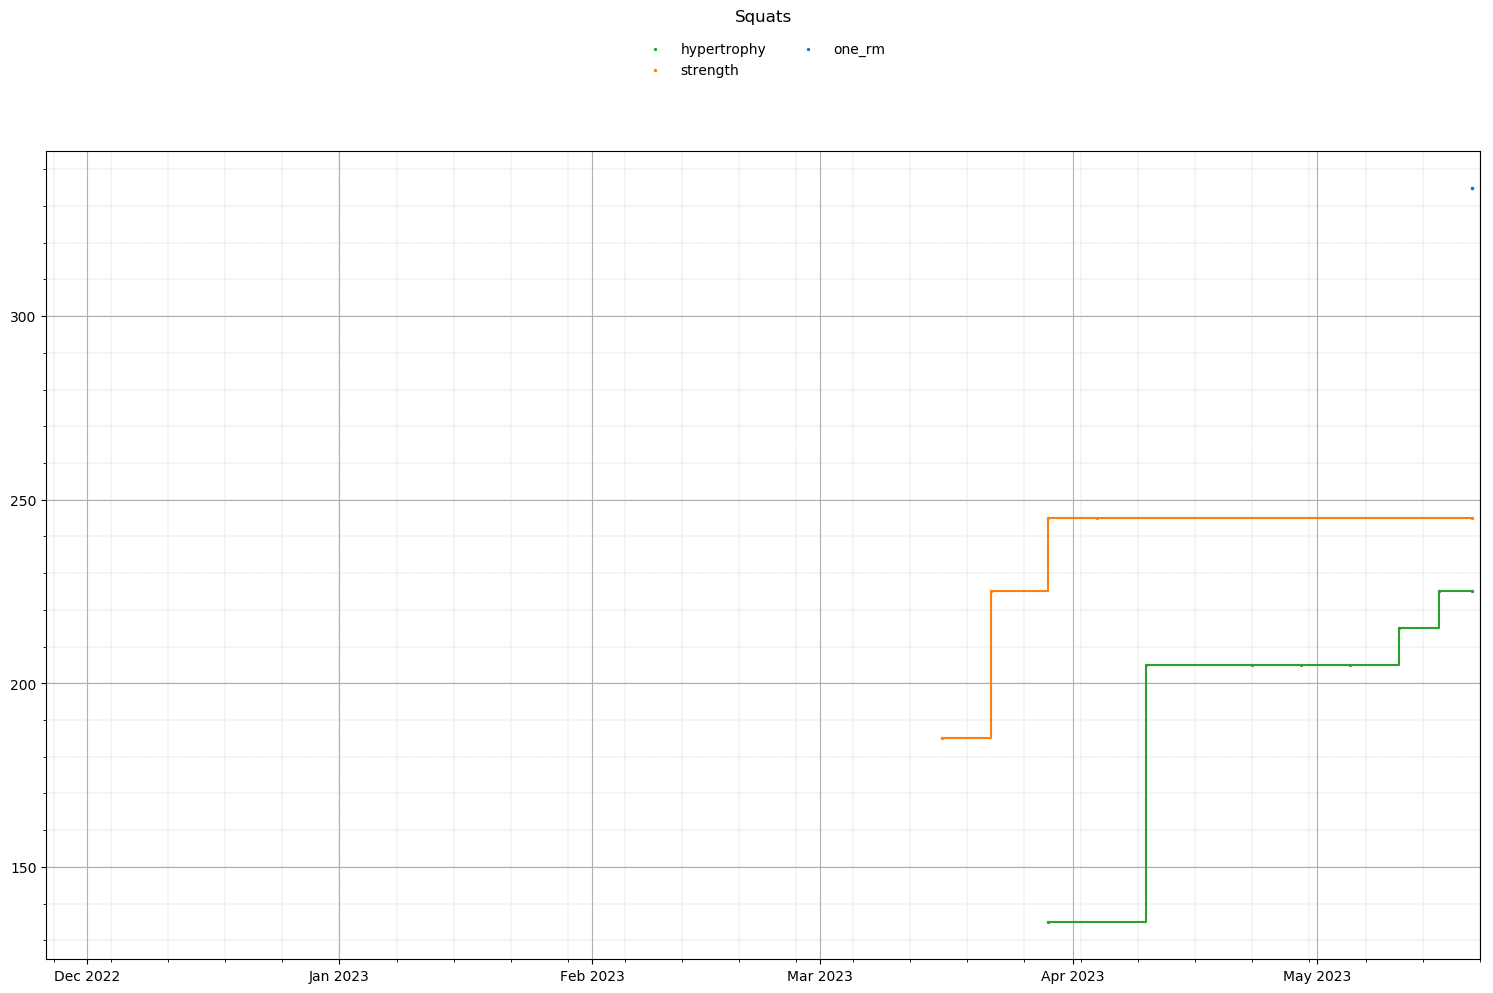 Squats
hypertrophy
one_rm
strength
300
250
200
150
Dec 2022
Jan 2023
Feb 2023
Mar 2023
Apr 2023
May 2023